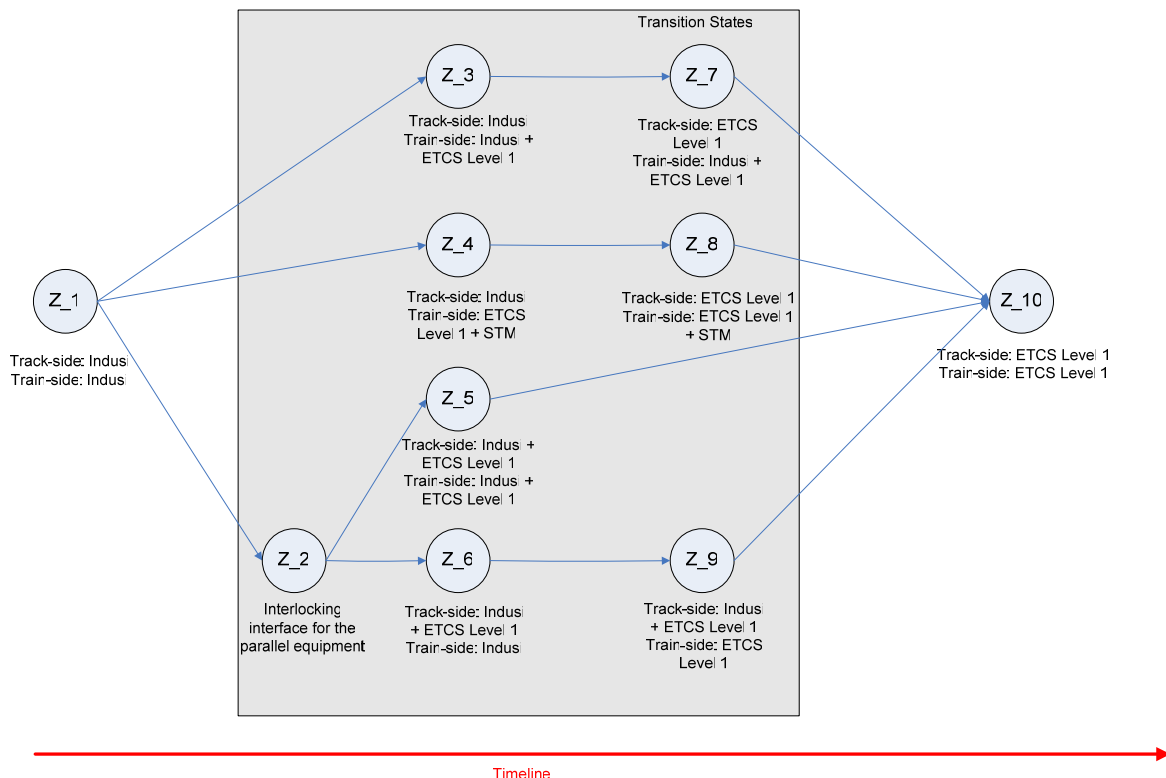 Transition States
Z_3
Z_7
Track-side: Indusi
Train-side: Indusi +
ETCS Level 1
Track-side: ETCS
Level 1
Train-side: Indusi +
ETCS Level 1
Z_4
Z_8
Track-side: Indusi
Train-side: ETCS
Level 1 + STM
Track-side: ETCS Level 1
Train-side: ETCS Level 1
+ STM
Z_1
Track-side: Indusi
Train-side: Indusi
Z_10
Track-side: ETCS Level 1
Train-side: ETCS Level 1
Z_5
Track-side: Indusi +
ETCS Level 1
Train-side: Indusi +
ETCS Level 1
Z_2
Interlocking
interface for the
parallel equipment
Z_6
Track-side: Indusi
+ ETCS Level 1
Train-side: Indusi
Z_9
Track-side: Indusi
+ ETCS Level 1
Train-side: ETCS
Level 1
Timeline